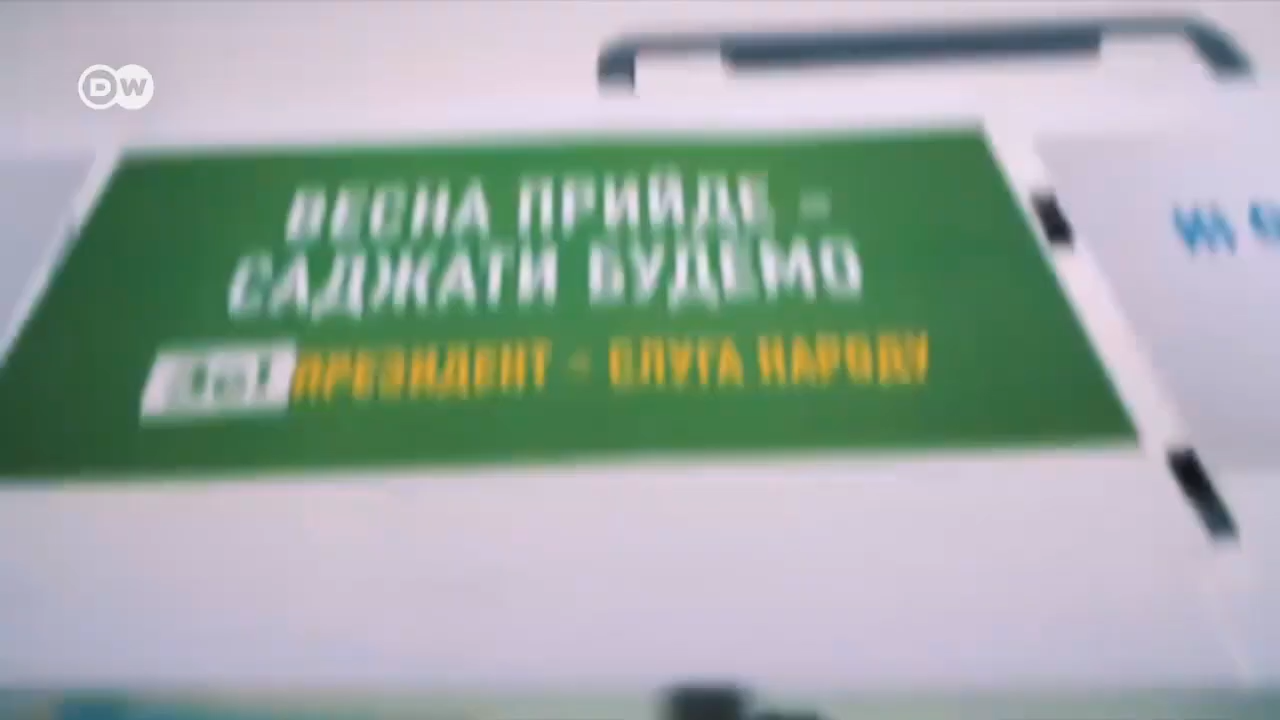 DW
ВЕСНА ПРИЙДЕ -
САДЖАТИ БУДЕМО
ПРЕЗИДЕНТ - СЛУГА НАРОДУ